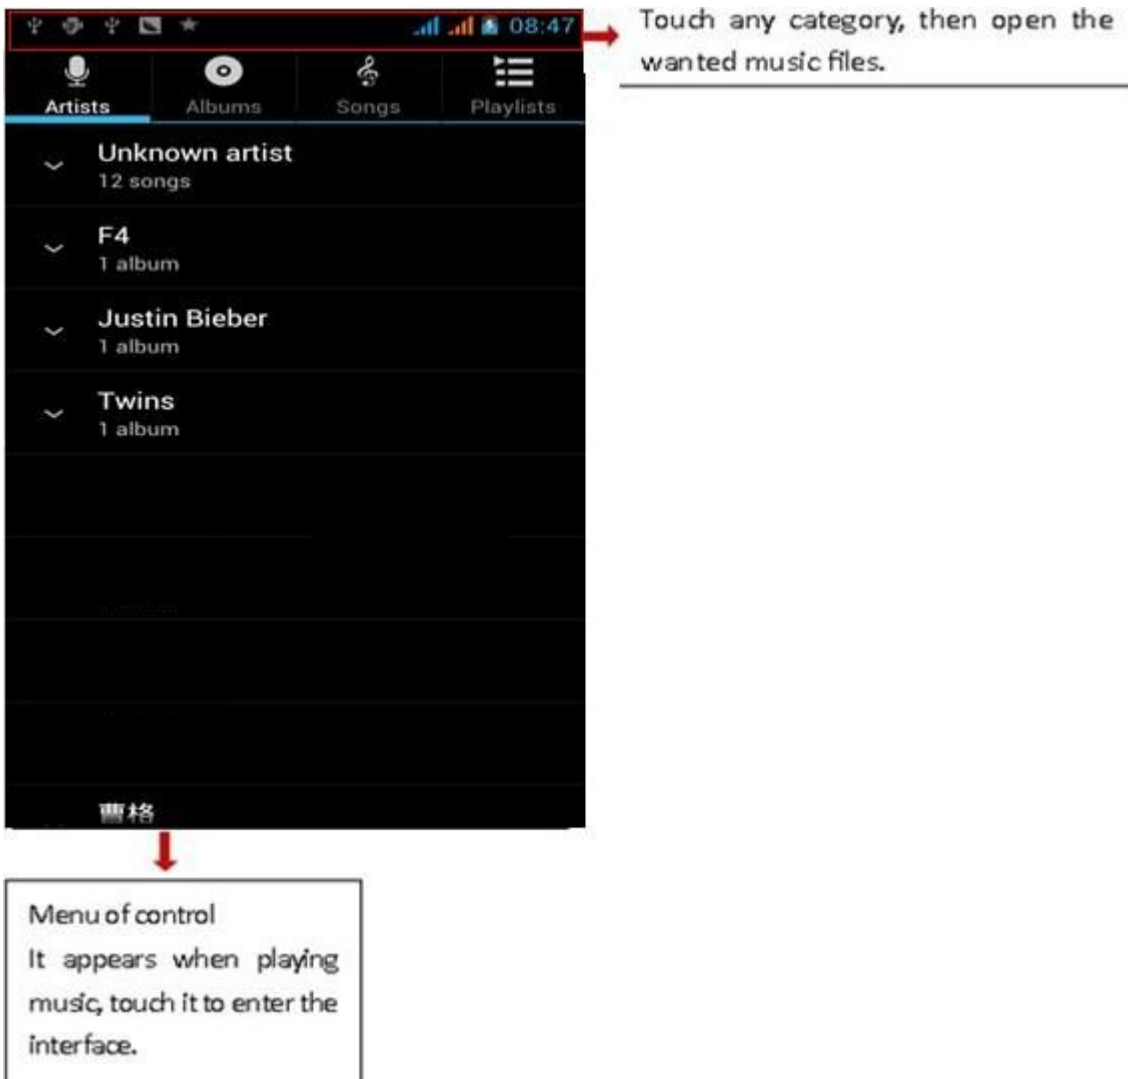 08:47
Touch any category, then open the
wanted music files.
Artists Albums Songs Playlists
Unknown artist
12 songs
F4
1 album
Justin Bieber
1 album
Twins
1 album
曹格
Menu of control
It appears when playing
music, touch it to enter the
interface.